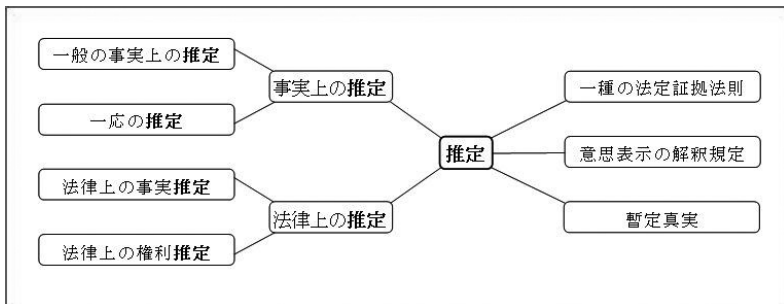 一般の事実上の推定
一応の推定
法律上の事実推定
法律上の権利推定
事実上の推定
法律上の推定
推定
一種の法定証拠法則
意思表示の解釈規定
暫定真実